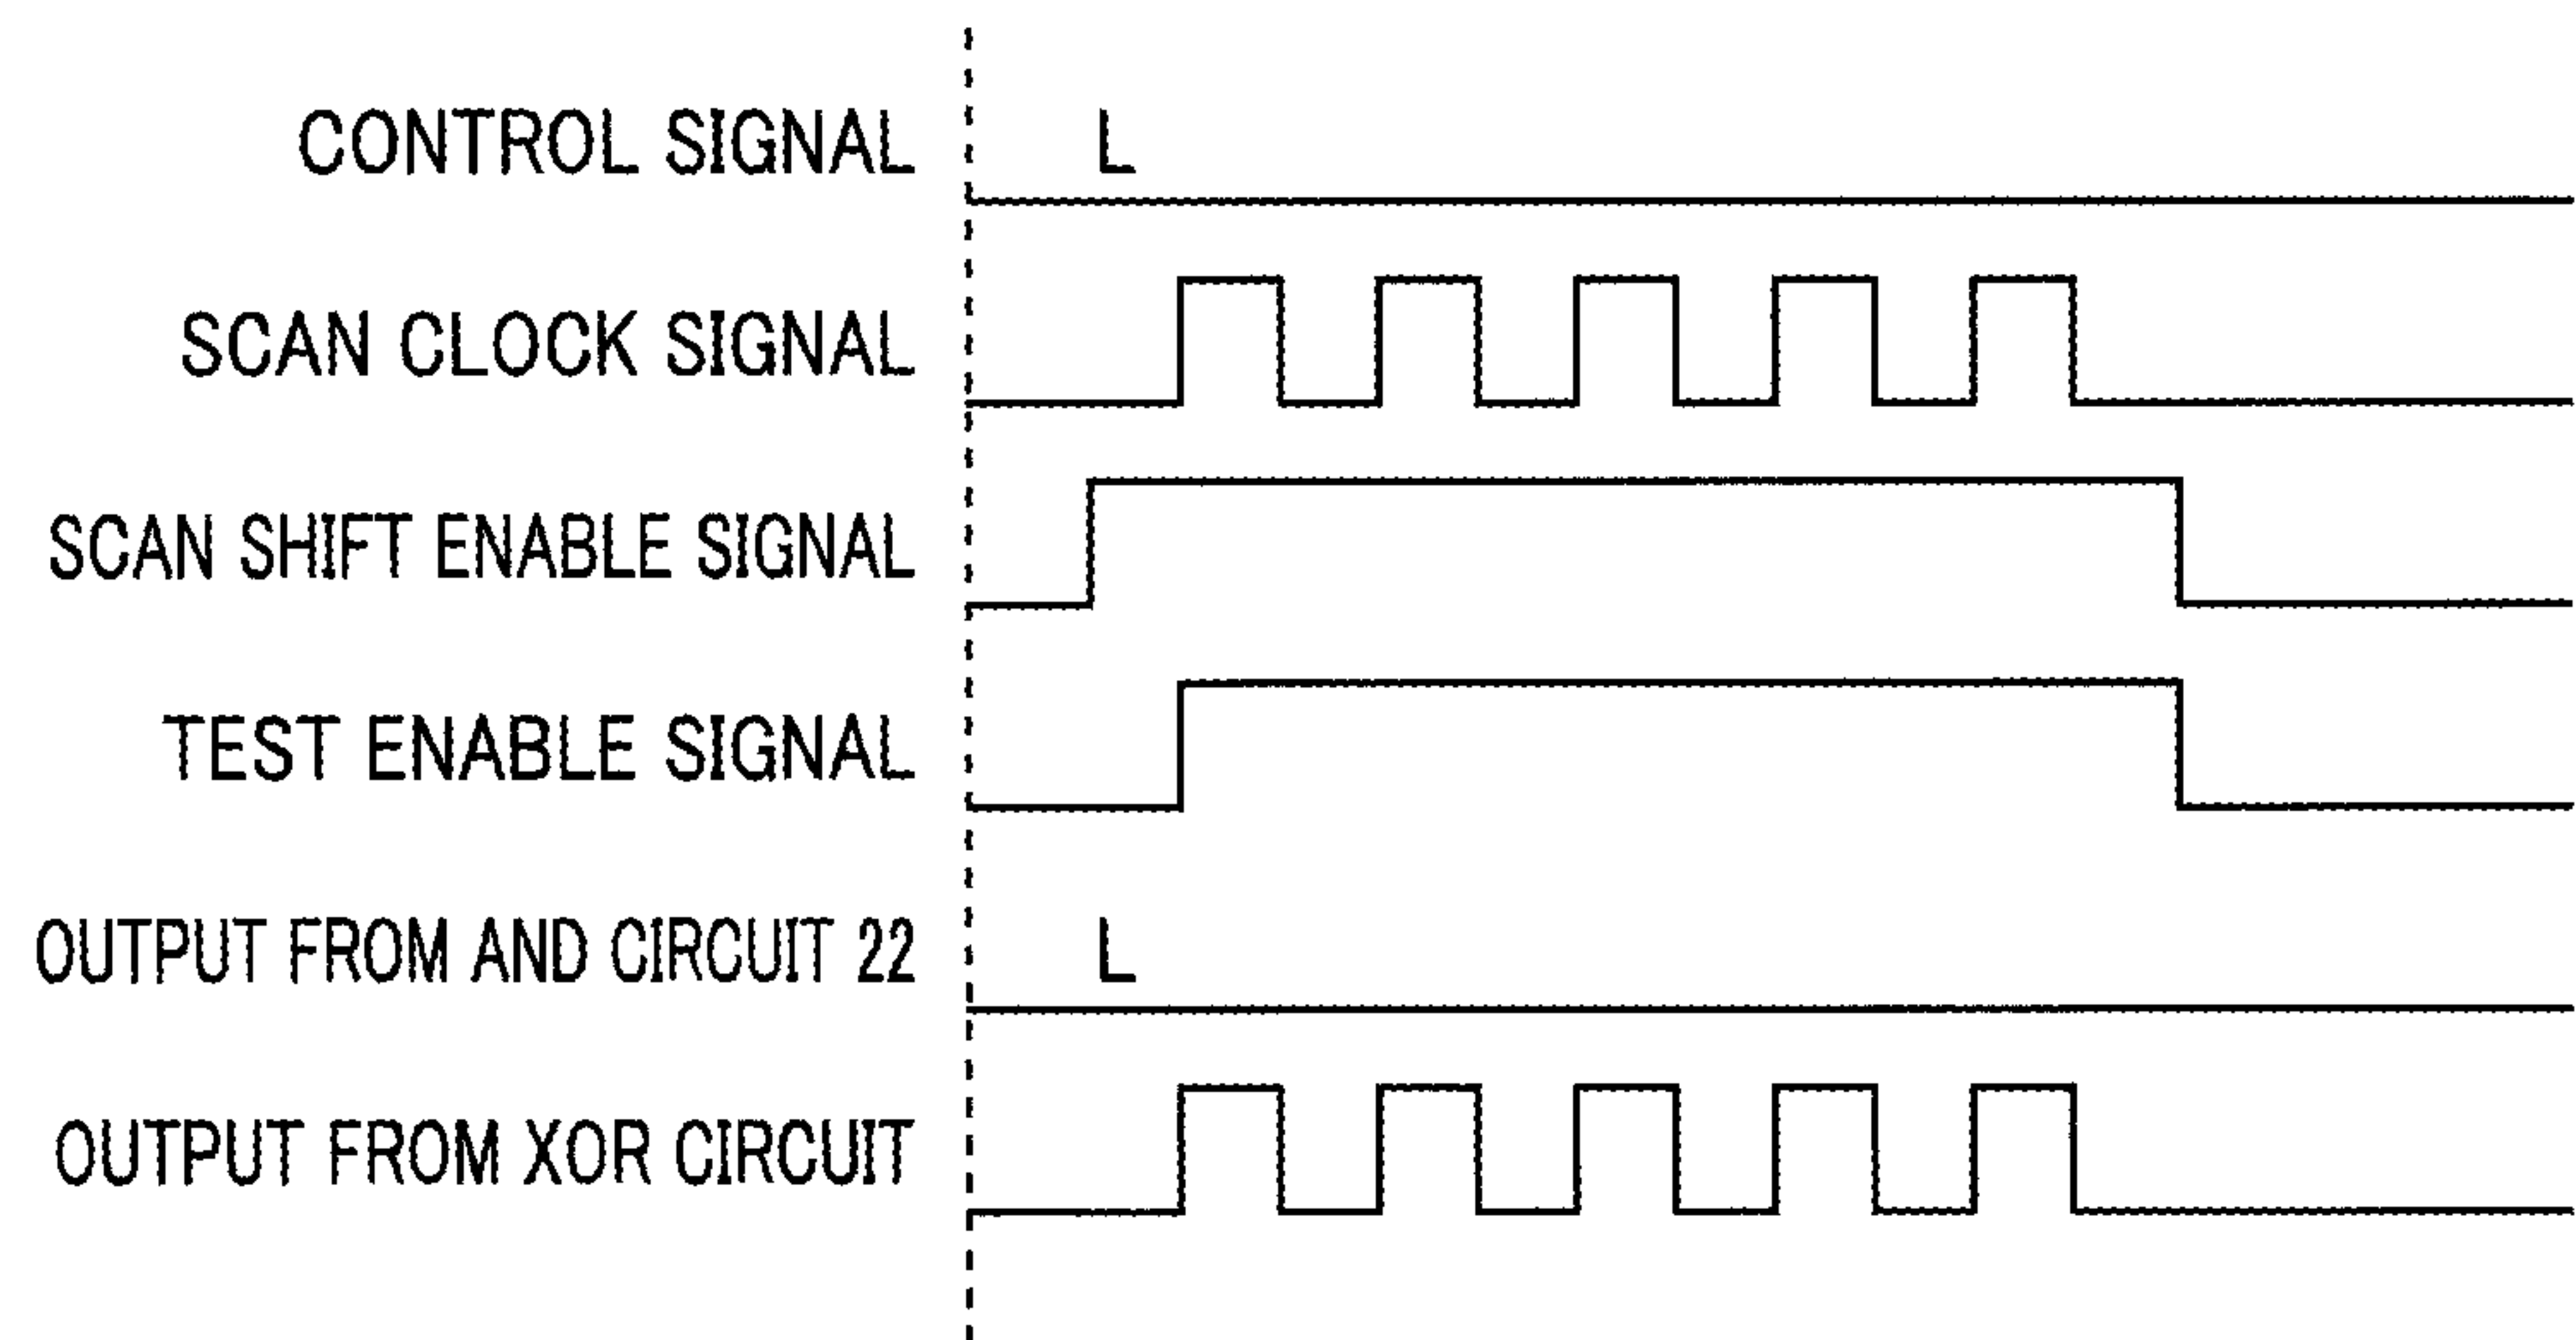 CONTROL SIGNAL L
SCAN CLOCK SIGNAL
SCAN SHIFT ENABLE SIGNAL
TEST ENABLE SIGNAL
OUTPUT FROM AND CIRCUIT 22 L
OUTPUT FROM XOR CIRCUIT